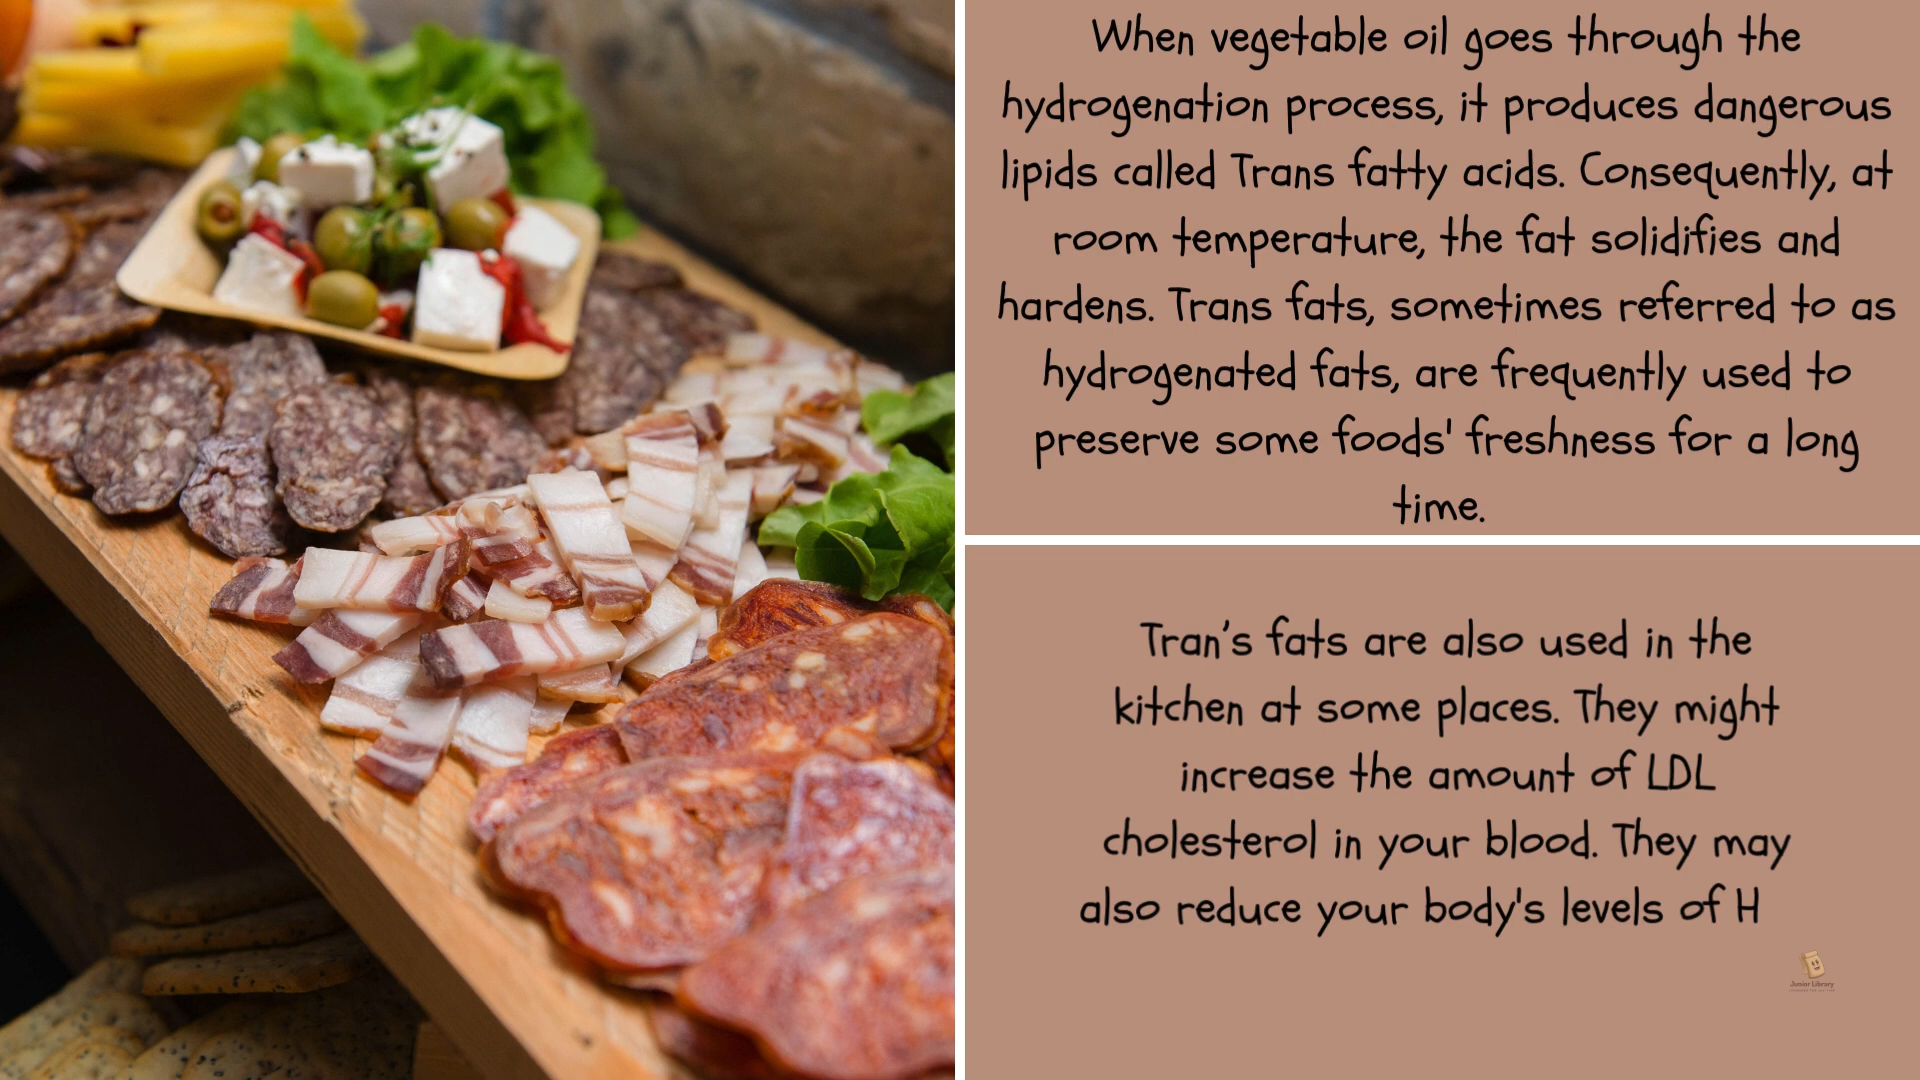 When vegetable oil goes through the
hydrogenation process, it produces dangerous
lipids called Trans fatty acids. Consequently, at
room temperature, the fat solidifies and
hardens. Trans fats, sometimes referred to as
hydrogenated fats, are frequently used to
preserve some foods' freshness for a long
time.
Tran's fats are also used in the
kitchen at some places. They might
increase the amount of LDL
cholesterol in your blood. They may
also reduce your body's levels of H
Junior Library